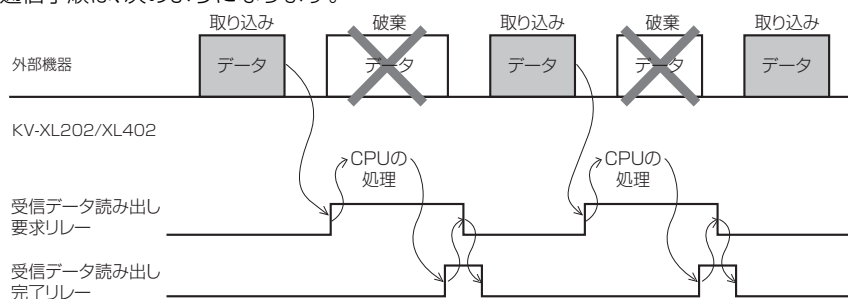 通信手順は、次のようになります。
取り込み 破棄 取り込み 破棄 取り込み
外部機器 データ データ データ データ データ
KV-XL202/XL402
CPUの CPUの
処理 処理
受信データ読み出し
要求リレー
受信データ読み出し
完了リレー